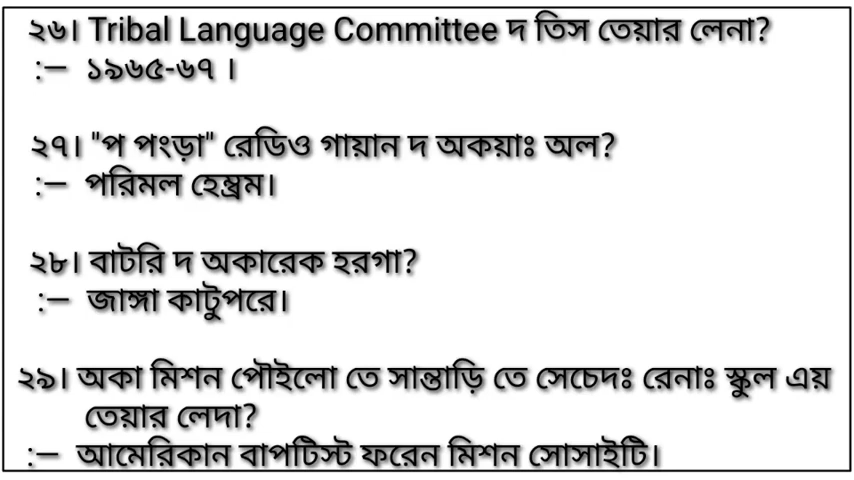 ২৬। Tribal Language Committee দ তিস তেয়ার লেনা?
:— ১৯৬৫-৬৭ ।
২৭। "প পংড়া" রেডিও গায়ান দ অকয়াঃ অল?
:— পরিমল হেম্ব্রম।
২৮। বাটরি দ অকারেক হরগা?
:— জাঙ্গা কাটুপরে।
২৯। অকা মিশন পৌইলো তে সান্তাড়ি তে সেচেদঃ রেনাঃ স্কুল এয়
তেয়ার লেদা?
:— আমেরিকান বাপটিস্ট ফরেন মিশন সোসাইটি।